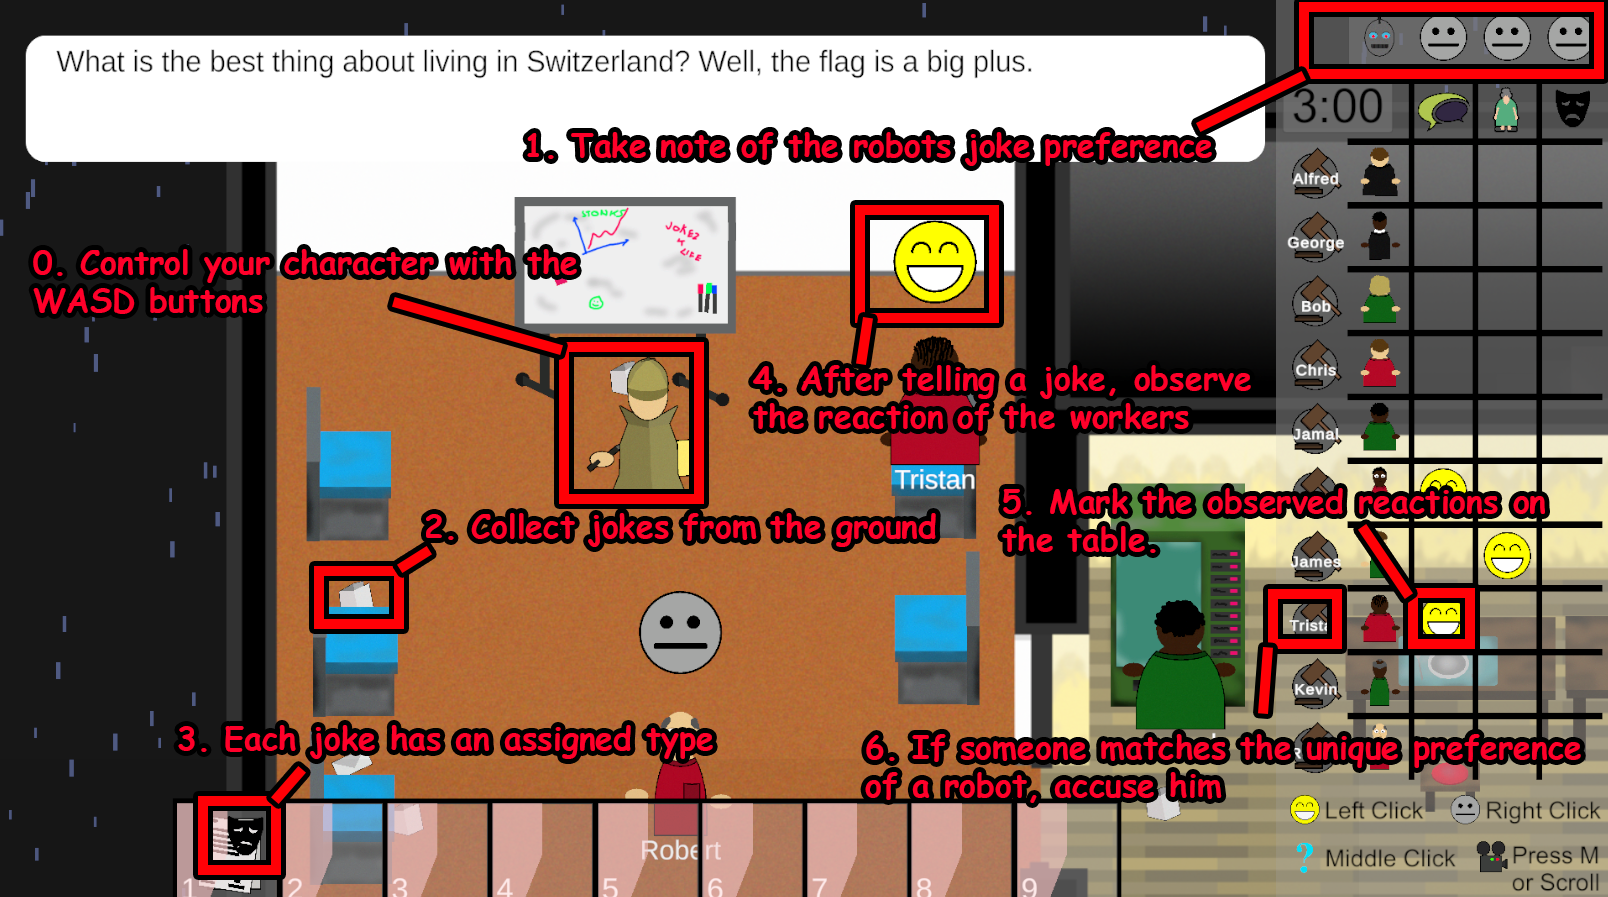 What is the best thing about living in Switzerland? Well, the flag is a big plus.
1. Take note of the robots joke preference
3:00
STONKS
JOKEZ
4
LIFE
0. Control your character with the
WASD buttons
4. After telling a joke, observe
the reaction of the workers
Tristan
2. Collect jokes from the ground
5. Mark the observed reactions on
the table.
3. Each joke has an assigned type
6. If someone matches the unique preference
of a robot, accuse him
Robert
1 2 3 4 5 6 7 8 9
Alfred
George
Bob
Chris
Jamal
James
Trista
Kevin
Left Click
Right Click
Middle Click
Press M
or Scroll